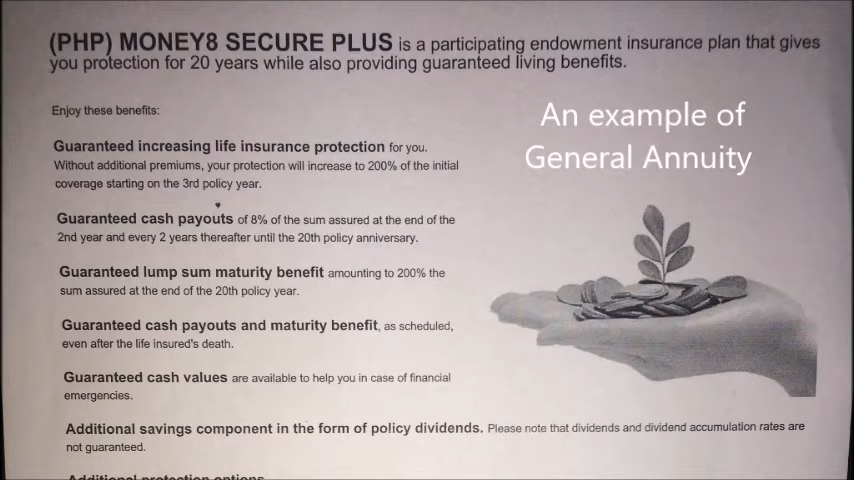 (PHP) MONEY8 SECURE PLUS is a participating endowment insurance plan that gives
you protection for 20 years while also providing guaranteed living benefits.
Enjoy these benefits:
An example of
General Annuity
Guaranteed increasing life insurance protection for you.
Without additional premiums, your protection will increase to 200% of the initial
coverage starting on the 3rd policy year.
Guaranteed cash payouts of 8% of the sum assured at the end of the
2nd year and every 2 years thereafter until the 20th policy anniversary.
Guaranteed lump sum maturity benefit amounting to 200% the
sum assured at the end of the 20th policy year.
Guaranteed cash payouts and maturity benefit, as scheduled,
even after the life insured's death.
Guaranteed cash values are available to help you in case of financial
emergencies.
Additional savings component in the form of policy dividends. Please note that dividends and dividend accumulation rates are
not guaranteed.
Additional protection options